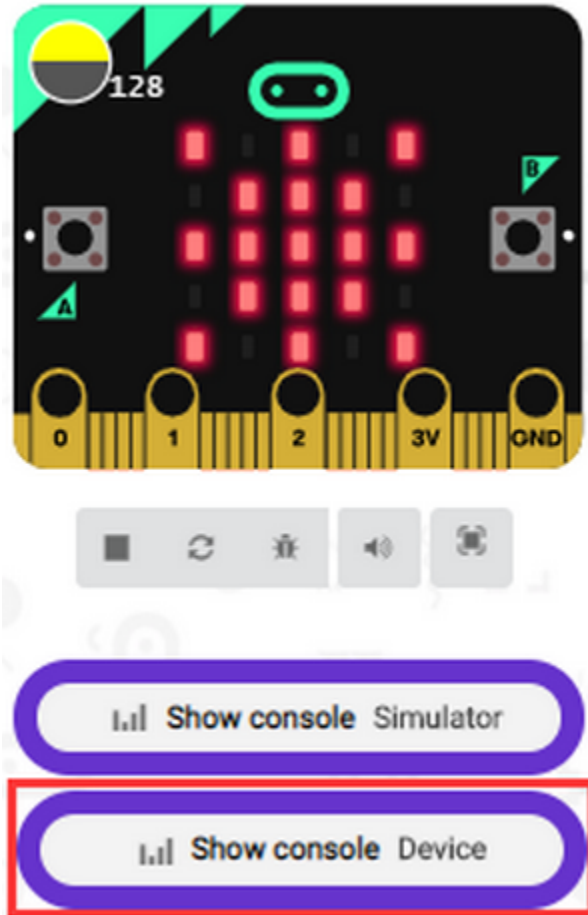 128
B
A
0 1 2 3V GND
Show console Simulator
Show console Device